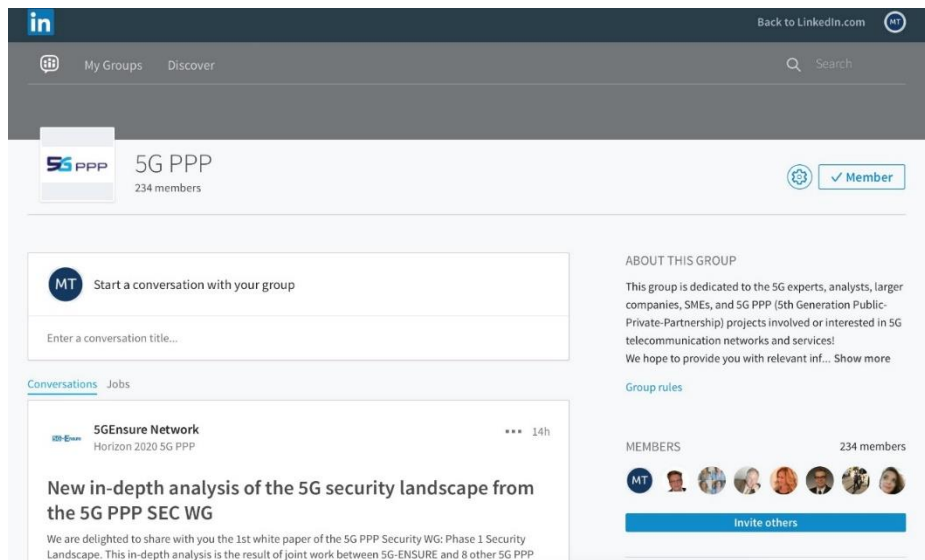 in
Back to LinkedIn.com
MT
My Groups Discover
Search
5G PPP
5G PPP
234 members
✓ Member
MT
Start a conversation with your group
Enter a conversation title...
Conversations Jobs
5GEnsure Network
14h
Horizon 2020 5G PPP
New in-depth analysis of the 5G security landscape from
the 5G PPP SEC WG
We are delighted to share with you the 1st white paper of the 5G PPP Security WG: Phase 1 Security
Landscape. This in-depth analysis is the result of joint work between 5G-ENSURE and 8 other 5G PPP
ABOUT THIS GROUP
This group is dedicated to the 5G experts, analysts, larger
companies, SMEs, and 5G PPP (5th Generation Public-
Private-Partnership) projects involved or interested in 5G
telecommunication networks and services!
We hope to provide you with relevant inf... Show more
Group rules
MEMBERS 234 members
MT
Invite others